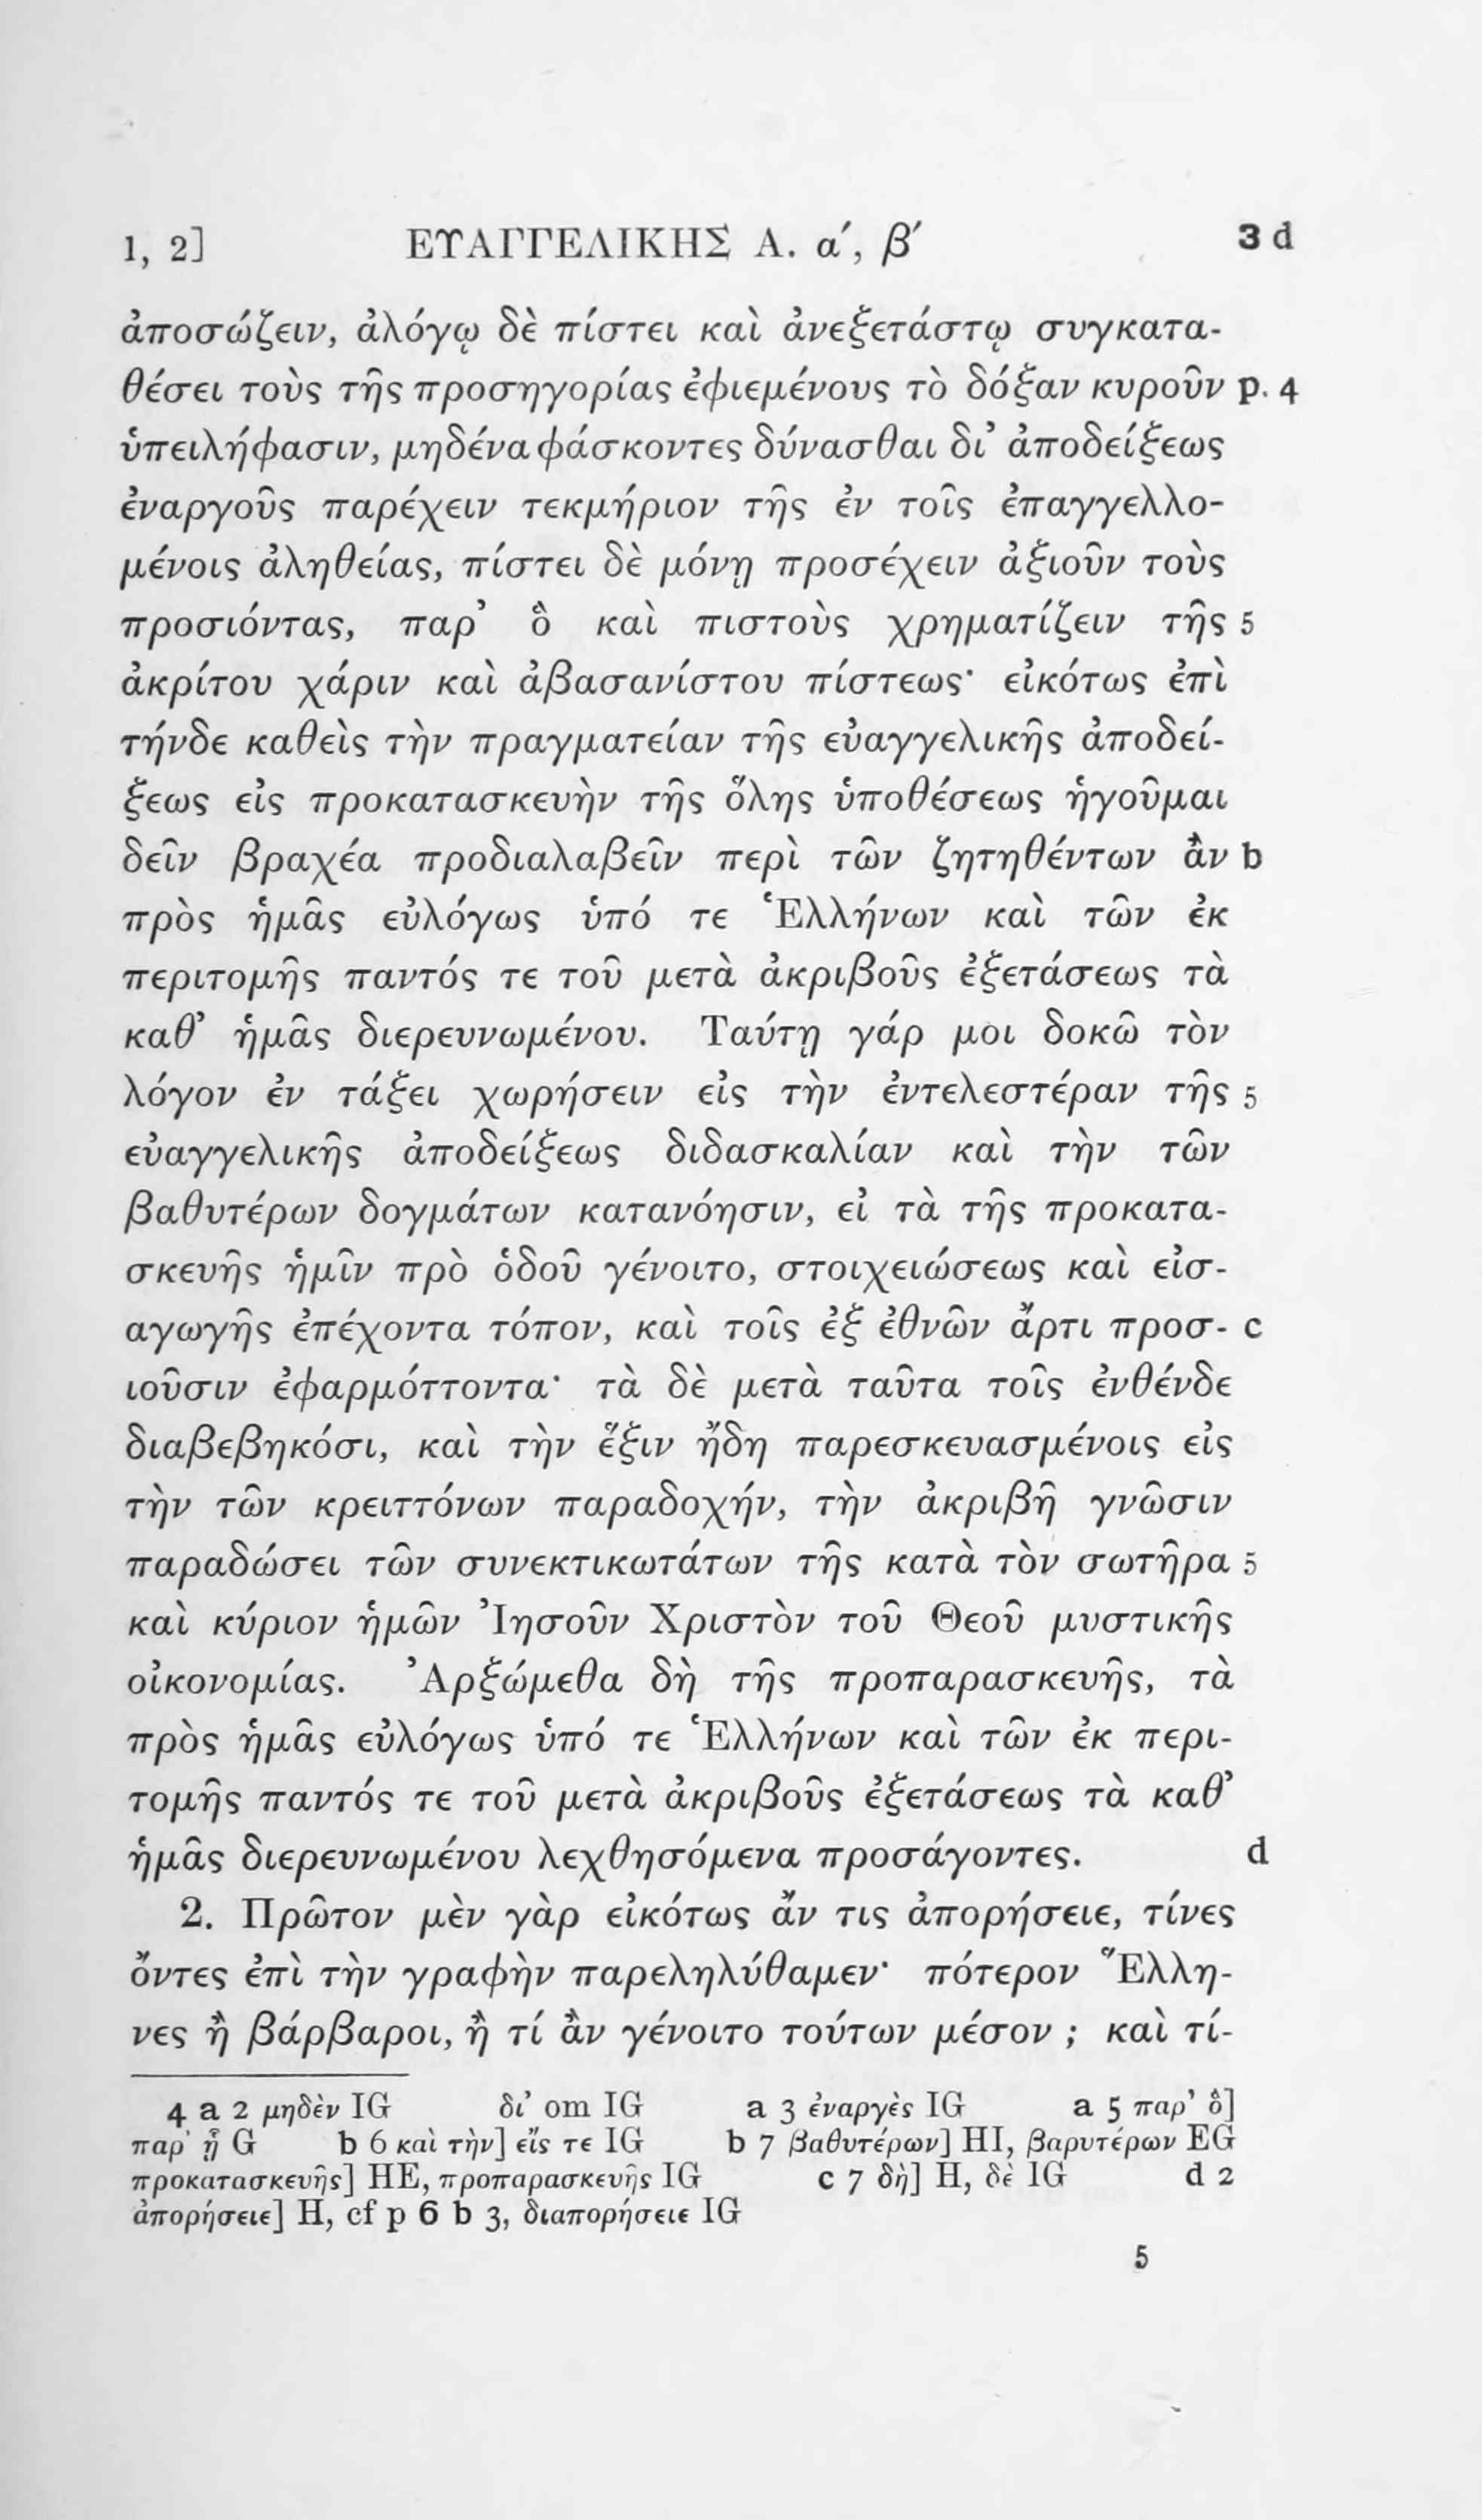 1, 2] ΕΥΑΓΓΕΛΙΚΗΣ Α. α΄, β΄ 3 d
ἀποσώζειν, ἀλόγῳ δὲ πίστει καὶ ἀνεξετάστῳ συγκατα-
θέσει τοὺς τῆς προσηγορίας ἐφιεμένους τὸ δόξαν κυροῦν p. 4
ὑπειλήφασιν, μηδένα φάσκοντες δύνασθαι δι᾽ ἀποδείξεως
ἐναργοῦς παρέχειν τεκμήριον τῆς ἐν τοῖς ἐπαγγελλο-
μένοις ἀληθείας, πίστει δὲ μόνῃ προσέχειν ἀξιοῦν τοὺς
προσιόντας, παρ᾽ ὃ καὶ πιστοὺς χρηματίζειν τῆς 5
ἀκρίτου χάριν καὶ ἀβασανίστου πίστεως· εἰκότως ἐπὶ
τήνδε καθεὶς τὴν πραγματείαν τῆς εὐαγγελικῆς ἀποδεί-
ξεως εἰς προκατασκευὴν τῆς ὅλης ὑποθέσεως ἡγοῦμαι
δεῖν βραχέα προδιαλαβεῖν περὶ τῶν ζητηθέντων ἂν b
πρὸς ἡμᾶς εὐλόγως ὑπό τε Ἑλλήνων καὶ τῶν ἐκ
περιτομῆς παντός τε τοῦ μετὰ ἀκριβοῦς ἐξετάσεως τὰ
καθ᾽ ἡμᾶς διερευνωμένου. Ταύτῃ γάρ μοι δοκῶ τὸν
λόγον ἐν τάξει χωρήσειν εἰς τὴν ἐντελεστέραν τῆς 5
εὐαγγελικῆς ἀποδείξεως διδασκαλίαν καὶ τὴν τῶν
βαθυτέρων δογμάτων κατανόησιν, εἰ τὰ τῆς προκατα-
σκευῆς ἡμῖν πρὸ ὁδοῦ γένοιτο, στοιχειώσεως καὶ εἰσ-
αγωγῆς ἐπέχοντα τόπον, καὶ τοῖς ἐξ ἐθνῶν ἄρτι προσ- c
ιοῦσιν ἐφαρμόττοντα· τὰ δὲ μετὰ ταῦτα τοῖς ἐνθένδε
διαβεβηκόσι, καὶ τὴν ἕξιν ἤδη παρεσκευασμένοις εἰς
τὴν τῶν κρειττόνων παραδοχήν, τὴν ἀκριβῆ γνῶσιν
παραδώσει τῶν συνεκτικωτάτων τῆς κατὰ τὸν σωτῆρα 5
καὶ κύριον ἡμῶν Ἰησοῦν Χριστὸν τοῦ Θεοῦ μυστικῆς
οἰκονομίας. Ἀρξώμεθα δὴ τῆς προπαρασκευῆς, τὰ
πρὸς ἡμᾶς εὐλόγως ὑπό τε Ἑλλήνων καὶ τῶν ἐκ περι-
τομῆς παντός τε τοῦ μετὰ ἀκριβοῦς ἐξετάσεως τὰ καθ᾽
ἡμᾶς διερευνωμένου λεχθησόμενα προσάγοντες. d
2. Πρῶτον μὲν γὰρ εἰκότως ἄν τις ἀπορήσειε, τίνες
ὄντες ἐπὶ τὴν γραφὴν παρεληλύθαμεν· πότερον Ἕλλη-
νες ἢ βάρβαροι, ἢ τί ἂν γένοιτο τούτων μέσον ; καὶ τί-
4 a 2 μηδὲν IG δι᾽ om IG a 3 ἐναργὲς IG a 5 παρ᾽ ὃ]
παρ᾽ ᾗ G b 6 καὶ τὴν] εἴς τε IG b 7 βαθυτέρων] HI, βαρυτέρων EG
προκατασκευῆς] HE, προπαρασκευῆς IG c 7 δὴ] H, δὲ IG d 2
ἀπορήσειε] H, cf p 6 b 3, διαπορήσειε IG
5